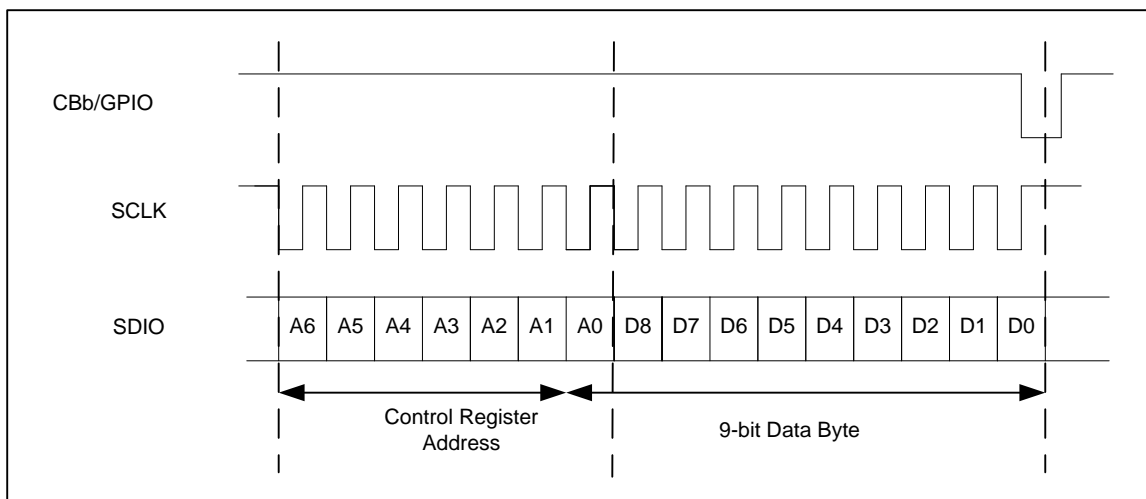 CBb/GPIO
SCLK
SDIO A6 A5 A4 A3 A2 A1 A0 D8 D7 D6 D5 D4 D3 D2 D1 D0
Control Register
Address
9-bit Data Byte